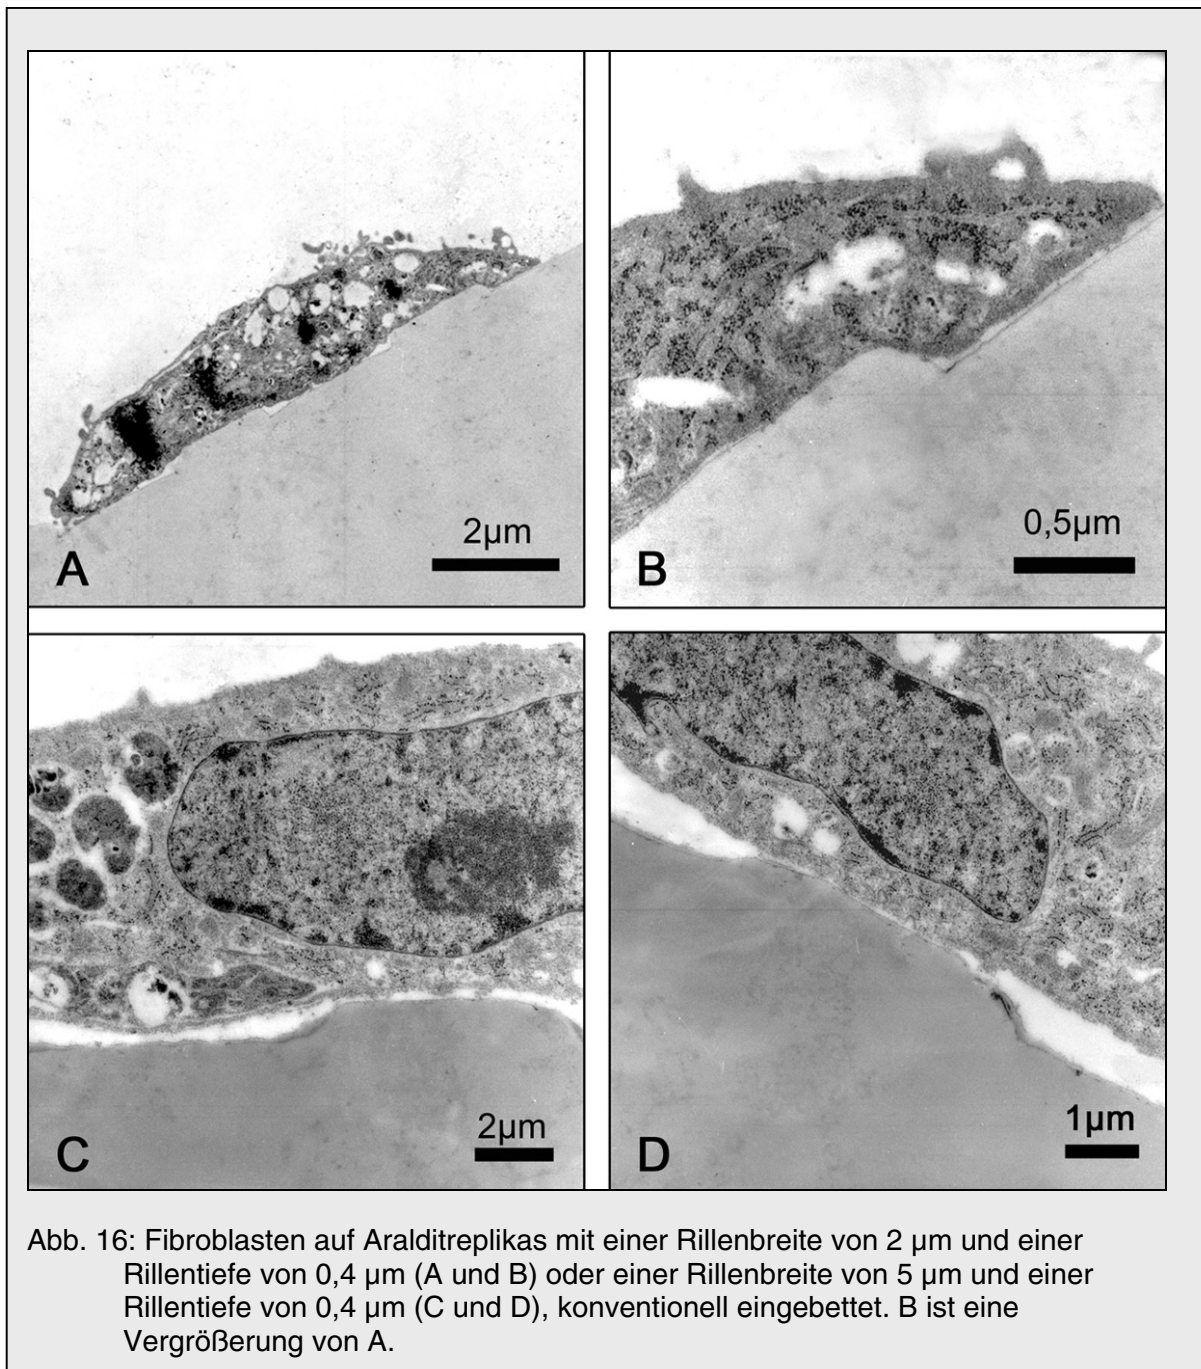 2µm
A
0,5µm
B
2µm
C
1µm
D
Abb. 16: Fibroblasten auf Aralditreplikas mit einer Rillenbreite von 2 µm und einer
Rillentiefe von 0,4 µm (A und B) oder einer Rillenbreite von 5 µm und einer
Rillentiefe von 0,4 µm (C und D), konventionell eingebettet. B ist eine
Vergrößerung von A.